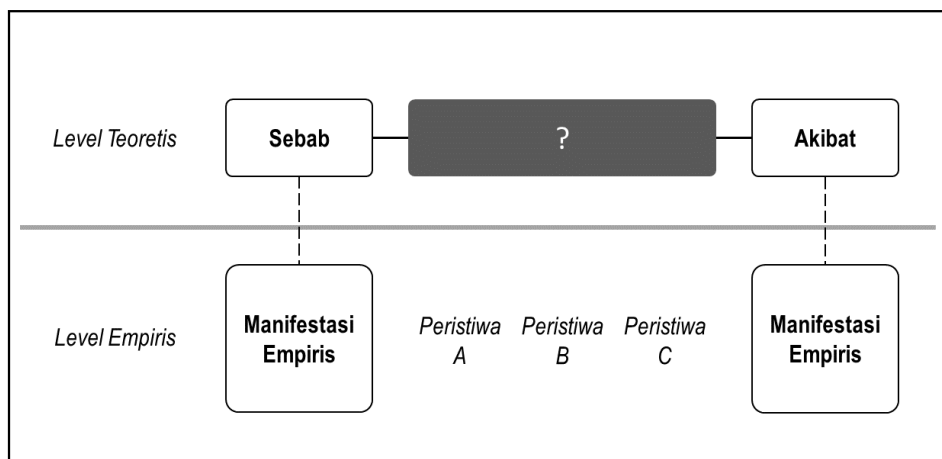 Level Teoretis
Sebab
?
Akibat
Level Empiris
Manifestasi
Empiris
Peristiwa
A
Peristiwa
B
Peristiwa
C
Manifestasi
Empiris